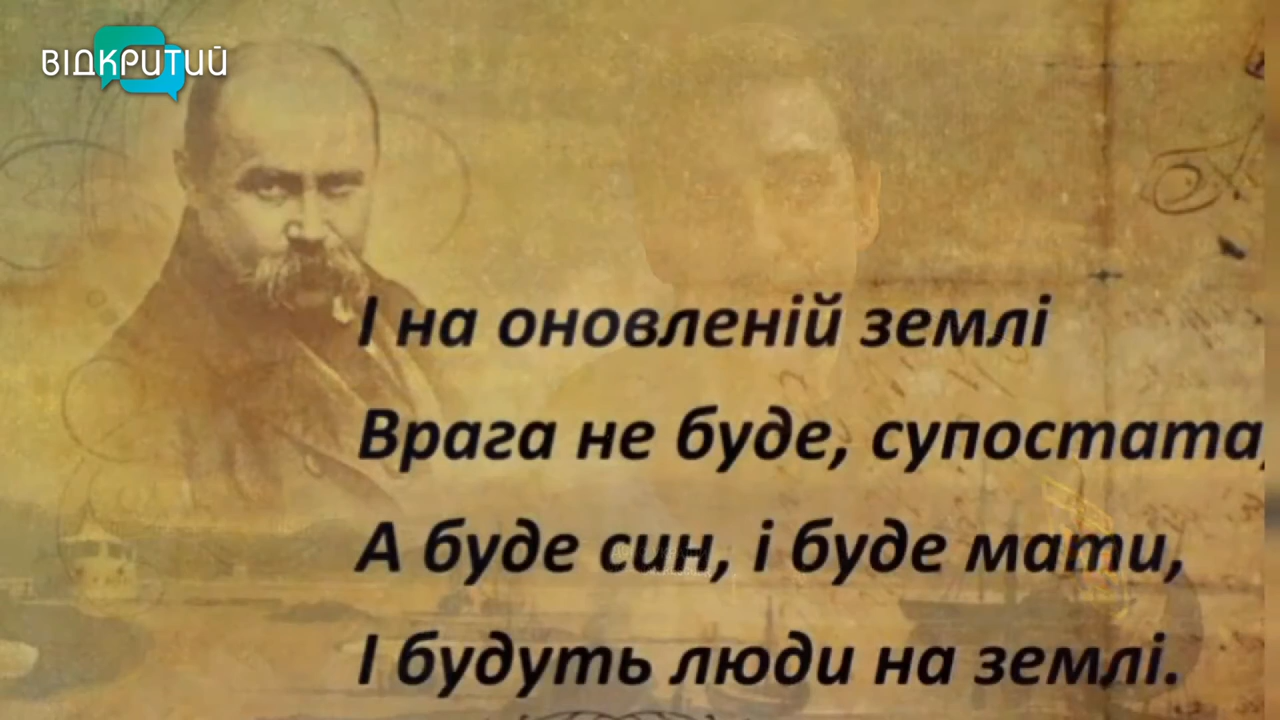 ВІДКРИТИЙ
І на оновленій землі
Врага не буде, супостата,
А буде син, і буде мати,
І будуть люди на землі.